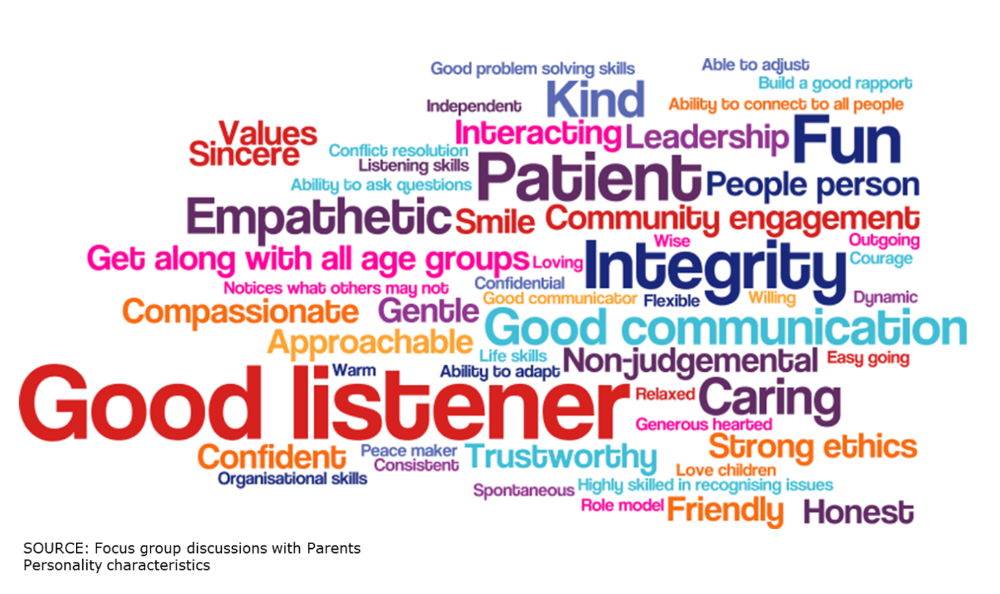 Good problem solving skills
Able to adjust
Build a good rapport
Kind
Independent
Ability to connect to all people
Values
Interacting
Leadership
Fun
Sincere
Conflict resolution
Listening skills
Patient
People person
Ability to ask questions
Empathetic
Smile
Community engagement
Wise
Outgoing
Get along with all age groups
Loving
Integrity
Courage
Notices what others may not
Confidential
Good communicator
Flexible
Willing
Dynamic
Compassionate
Gentle
Good communication
Approachable
Life skills
Non-judgemental
Easy going
Warm
Ability to adapt
Good listener
Relaxed
Caring
Generous hearted
Confident
Peace maker
Trustworthy
Strong ethics
Consistent
Love children
Organisational skills
Spontaneous
Highly skilled in recognising issues
Role model
Friendly
Honest
SOURCE: Focus group discussions with Parents
Personality characteristics